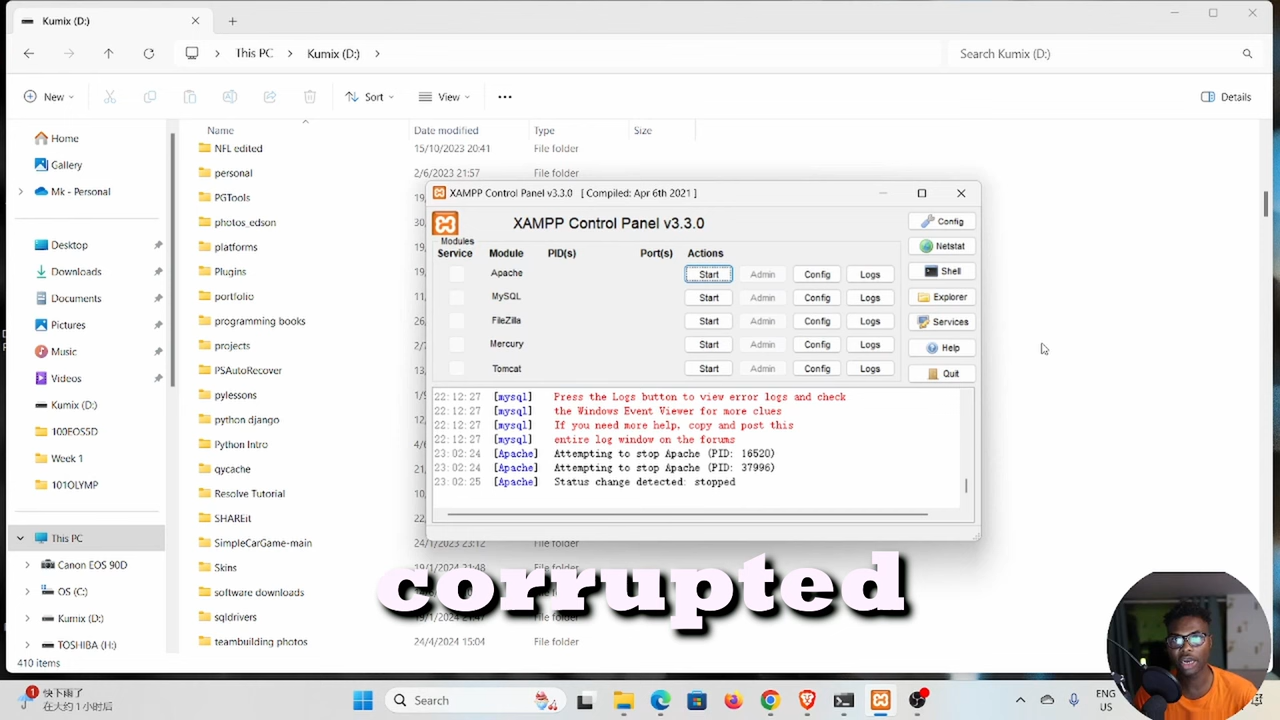 Kumix (D:)
This PC > Kumix (D:) >
Search Kumix (D:)
New
Sort
View
Details
Name
Date modified
Type
Size
Home
Gallery
Mk - Personal
Desktop
Downloads
Documents
Pictures
Music
Videos
Kumix (D:)
100EOS5D
Week 1
101OLYMP
This PC
Canon EOS 90D
OS (C:)
Kumix (D:)
TOSHIBA (H:)
NFL edited 15/10/2023 20:41 File folder
personal 2/6/2023 21:57 File folder
PGTools
photos_edson
platforms
Plugins
portfolio
programming books
projects
PSAutoRecover
pylessons
python django
Python Intro
qycache
Resolve Tutorial
SHAREit
SimpleCarGame-main 24/1/2023 23:12 File folder
Skins
software downloads
sqldrivers
teambuilding photos 24/4/2024 15:04 File folder
410 items
XAMPP Control Panel v3.3.0 [ Compiled: Apr 6th 2021 ]
XAMPP Control Panel v3.3.0
Modules
Service Module PID(s) Port(s) Actions
Apache Start Admin Config Logs
MySQL Start Admin Config Logs
FileZilla Start Admin Config Logs
Mercury Start Admin Config Logs
Tomcat Start Admin Config Logs
Config
Netstat
Shell
Explorer
Services
Help
Quit
22:12:27 [mysql] Press the Logs button to view error logs and check
22:12:27 [mysql] the Windows Event Viewer for more clues
22:12:27 [mysql] If you need more help, copy and post this
22:12:27 [mysql] entire log window on the forums
23:02:24 [Apache] Attempting to stop Apache (PID: 16520)
23:02:24 [Apache] Attempting to stop Apache (PID: 37996)
23:02:25 [Apache] Status change detected: stopped
corrupted
1
快下雨了
在大约 1 小时后
Search
ENG
US